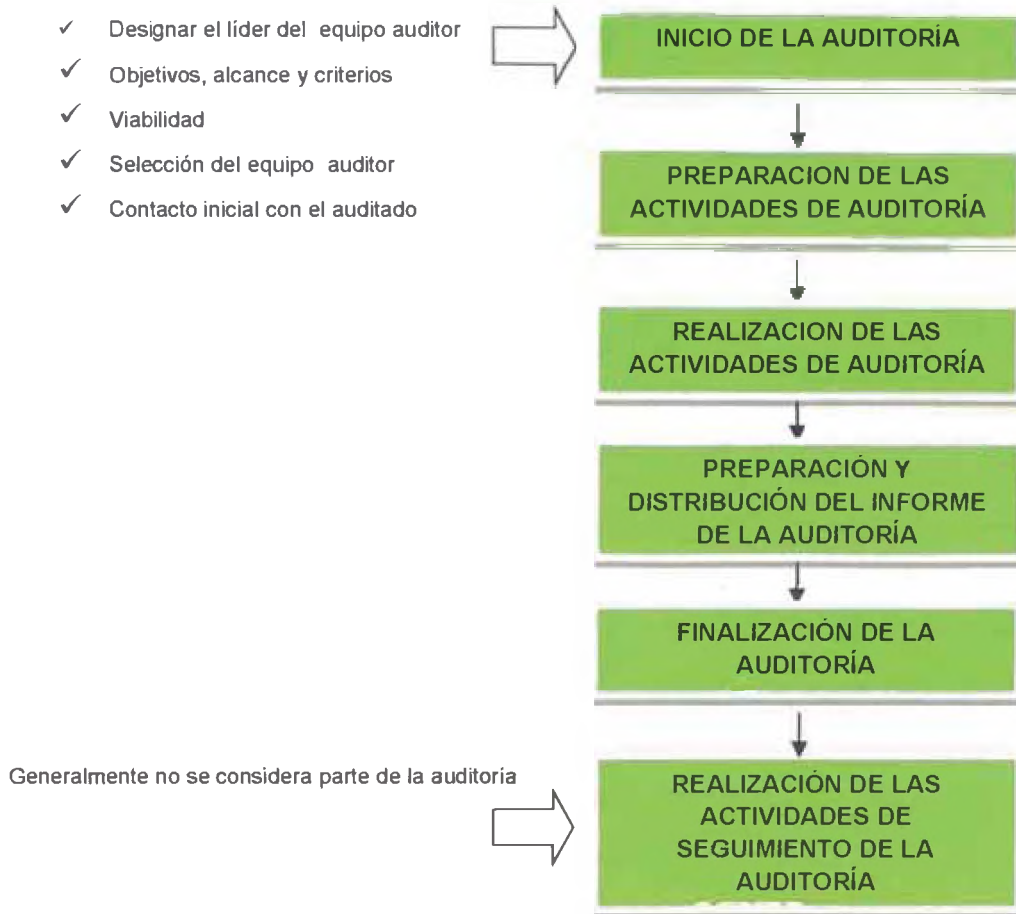 ✓ Designar el líder del equipo auditor
✓ Objetivos, alcance y criterios
✓ Viabilidad
✓ Selección del equipo auditor
✓ Contacto inicial con el auditado
INICIO DE LA AUDITORÍA
PREPARACION DE LAS
ACTIVIDADES DE AUDITORÍA
REALIZACION DE LAS
ACTIVIDADES DE AUDITORÍA
PREPARACIÓN Y
DISTRIBUCIÓN DEL INFORME
DE LA AUDITORÍA
FINALIZACIÓN DE LA
AUDITORÍA
Generalmente no se considera parte de la auditoría
REALIZACIÓN DE LAS
ACTIVIDADES DE
SEGUIMIENTO DE LA
AUDITORÍA